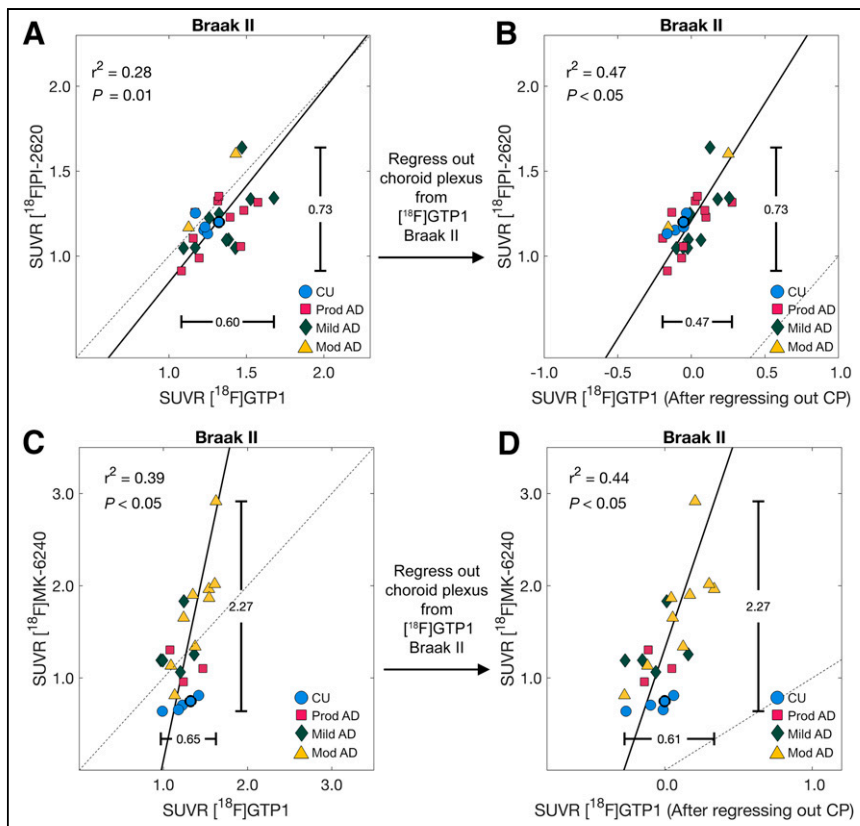 A
Braak II
r² = 0.28
P = 0.01
SUVR [¹⁸F]PI-2620
2.0
1.5
1.0
0.73
0.60
CU
Prod AD
Mild AD
Mod AD
1.0
1.5
2.0
SUVR [¹⁸F]GTP1
Regress out
choroid plexus
from
[¹⁸F]GTP1
Braak II
B
Braak II
r² = 0.47
P < 0.05
SUVR [¹⁸F]PI-2620
2.0
1.5
1.0
0.73
0.47
CU
Prod AD
Mild AD
Mod AD
-1.0
-0.5
0.0
0.5
1.0
SUVR [¹⁸F]GTP1 (After regressing out CP)
C
Braak II
r² = 0.39
P < 0.05
SUVR [¹⁸F]MK-6240
3.0
2.0
1.0
2.27
0.65
CU
Prod AD
Mild AD
Mod AD
1.0
2.0
3.0
SUVR [¹⁸F]GTP1
Regress out
choroid plexus
from
[¹⁸F]GTP1
Braak II
D
Braak II
r² = 0.44
P < 0.05
SUVR [¹⁸F]MK-6240
3.0
2.0
1.0
2.27
0.61
CU
Prod AD
Mild AD
Mod AD
0.0
1.0
SUVR [¹⁸F]GTP1 (After regressing out CP)